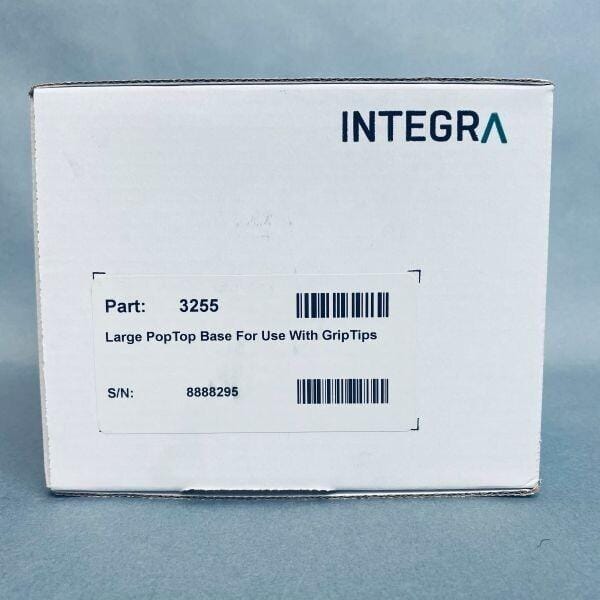 INTEGRA
Part: 3255
Large PopTop Base For Use With GripTips
S/N: 8888295